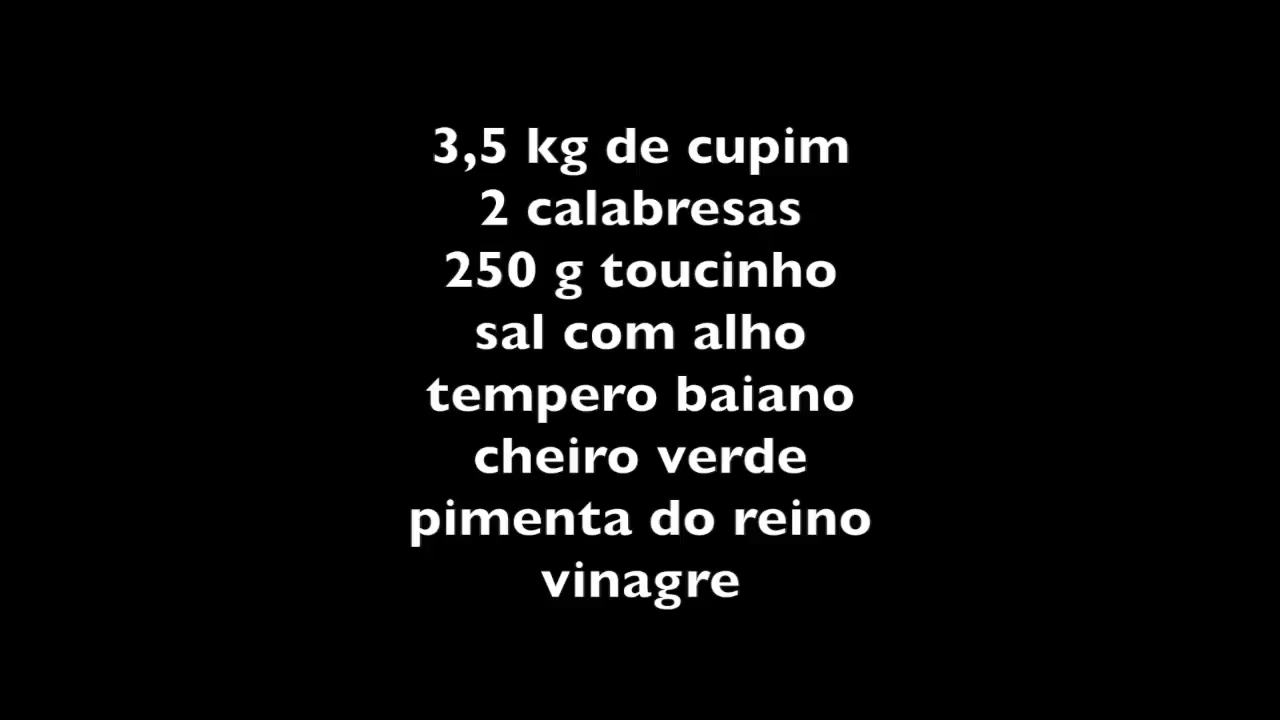 3,5 kg de cupim
2 calabresas
250 g toucinho
sal com alho
tempero baiano
cheiro verde
pimenta do reino
vinagre